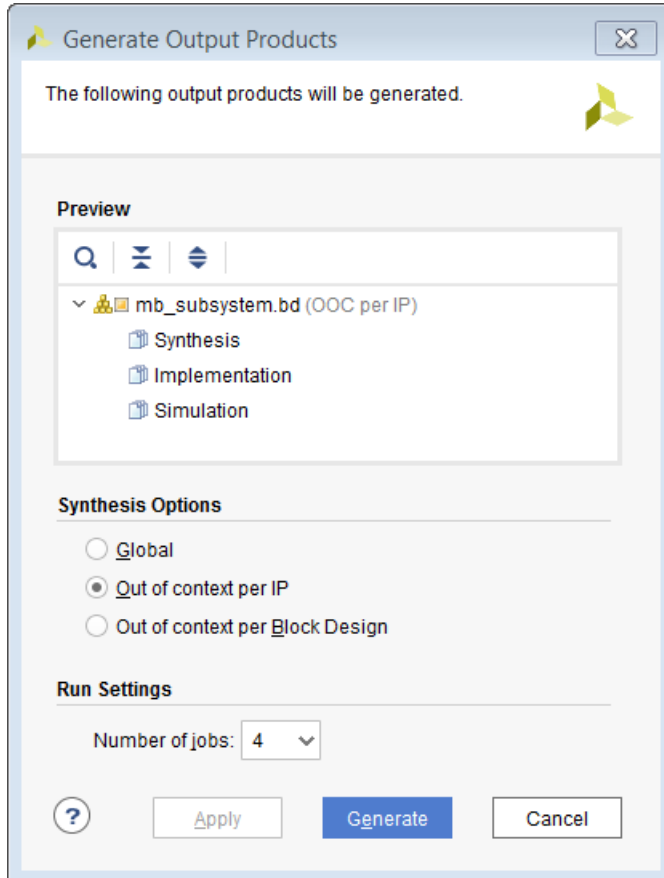 Generate Output Products
The following output products will be generated.
Preview
mb_subsystem.bd (OOC per IP)
Synthesis
Implementation
Simulation
Synthesis Options
Global
Out of context per IP
Out of context per Block Design
Run Settings
Number of jobs: 4
? Apply Generate Cancel